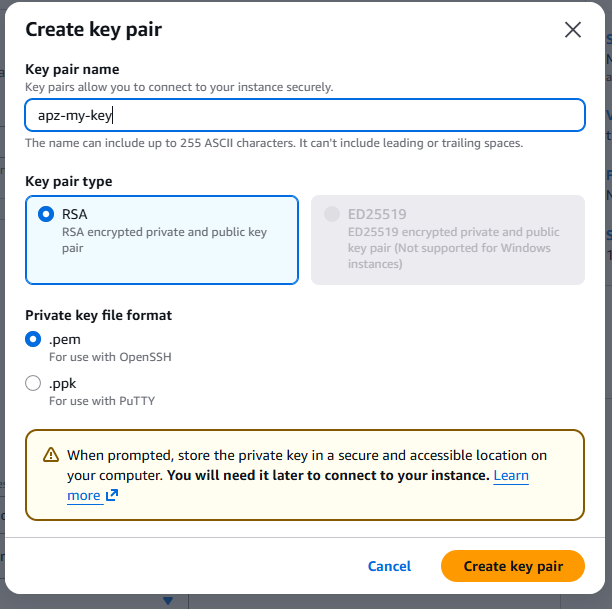 Create key pair
Key pair name
Key pairs allow you to connect to your instance securely.
apz-my-key
The name can include up to 255 ASCII characters. It can't include leading or trailing spaces.
Key pair type
RSA
RSA encrypted private and public key
pair
ED25519
ED25519 encrypted private and public
key pair (Not supported for Windows
instances)
Private key file format
.pem
For use with OpenSSH
.ppk
For use with PuTTY
When prompted, store the private key in a secure and accessible location on
your computer. You will need it later to connect to your instance. Learn
more
Cancel
Create key pair